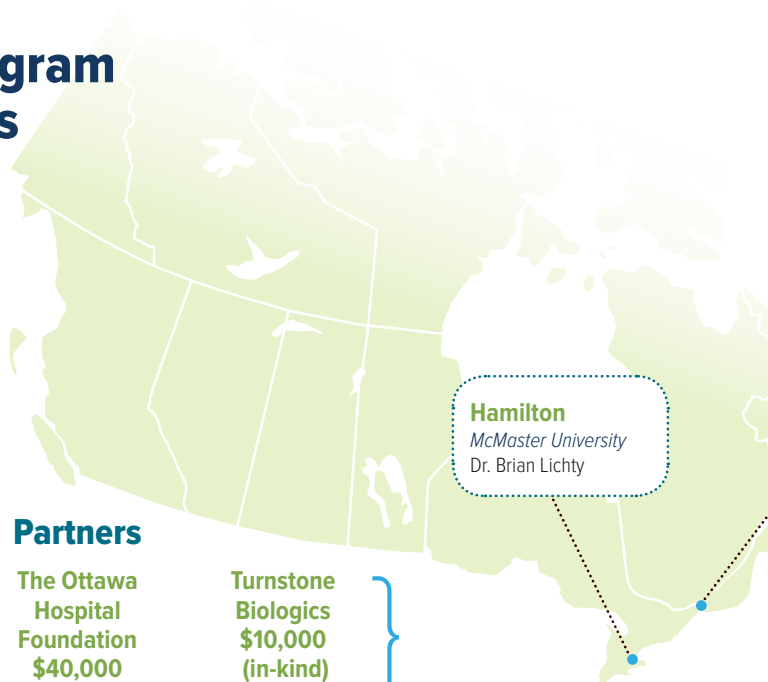 gram
s
Hamilton
McMaster University
Dr. Brian Lichty
Partners
The Ottawa
Hospital
Foundation
$40,000
Turnstone
Biologics
$10,000
(in-kind)